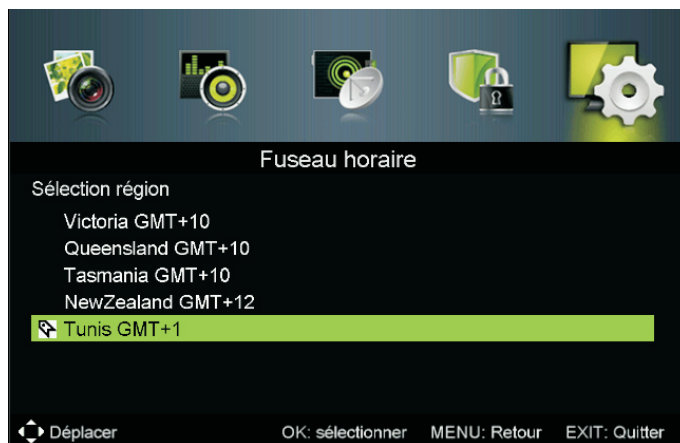 Fuseau horaire
Sélection région
Victoria GMT+10
Queensland GMT+10
Tasmania GMT+10
NewZealand GMT+12
Tunis GMT+1
Déplacer OK: sélectionner MENU: Retour EXIT: Quitter